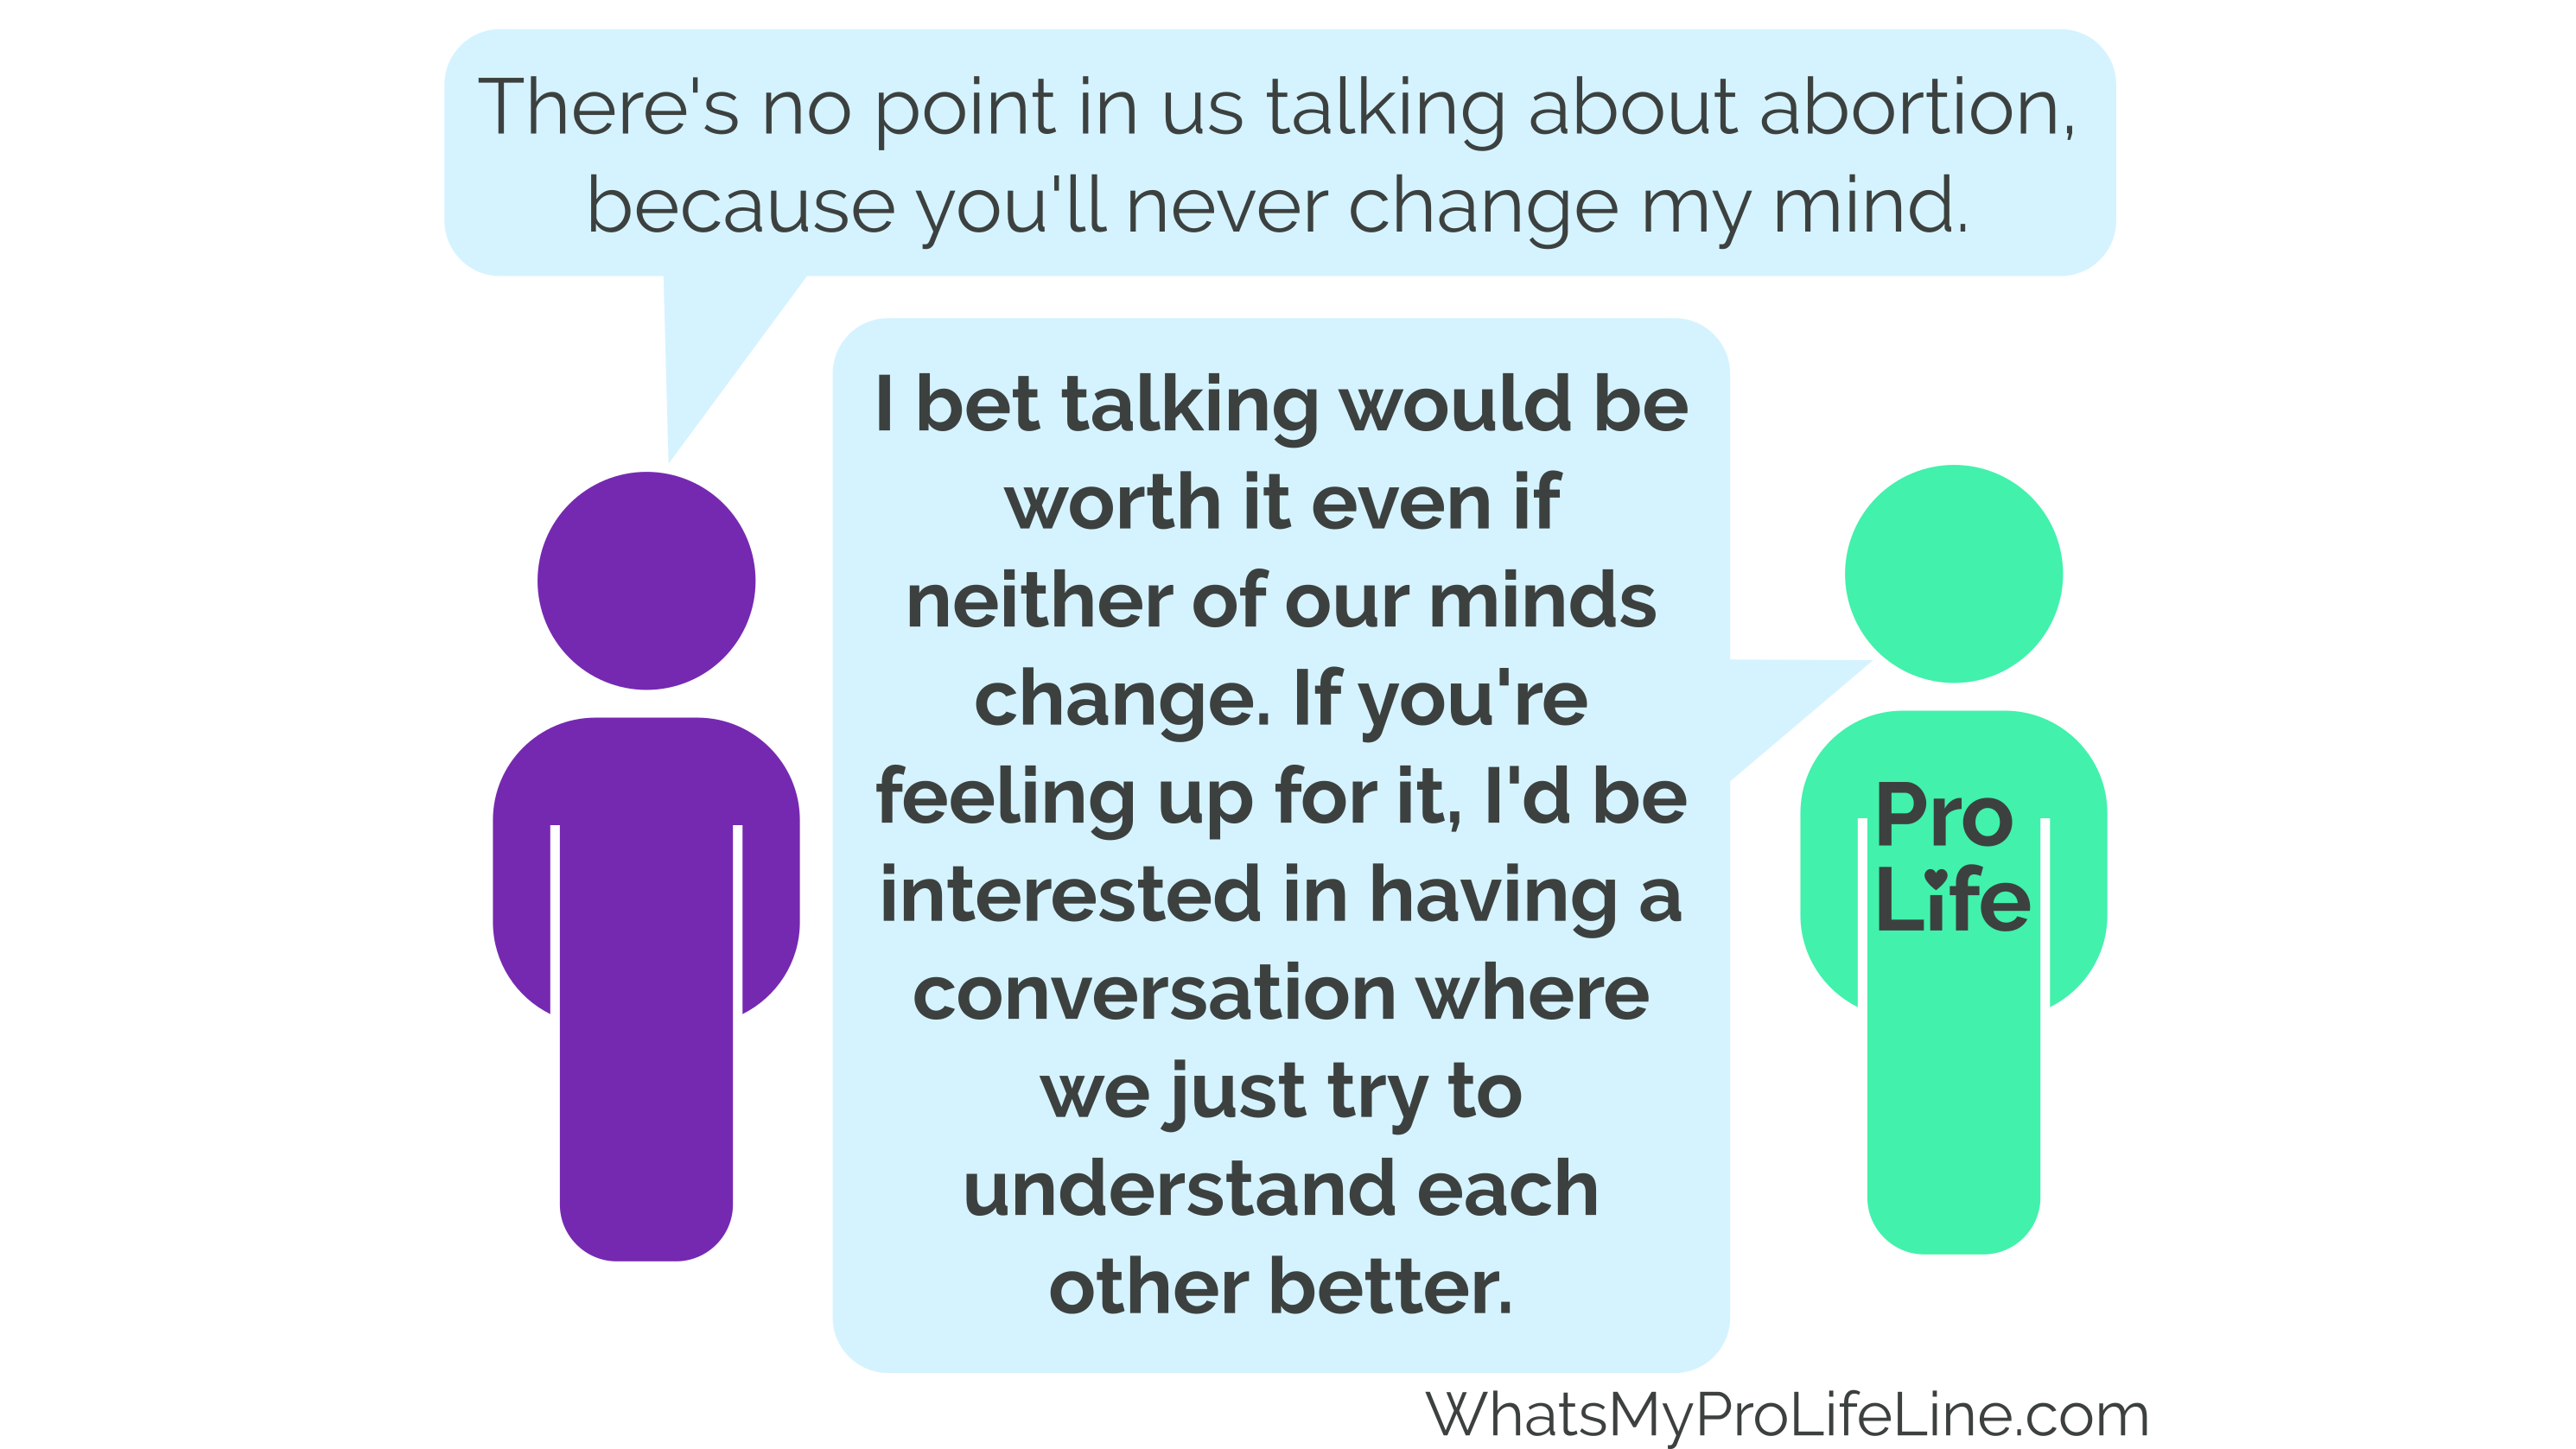 There's no point in us talking about abortion,
because you'll never change my mind.
I bet talking would be
worth it even if
neither of our minds
change. If you're
feeling up for it, I'd be
interested in having a
conversation where
we just try to
understand each
other better.
Pro
Life
WhatsMyProLifeLine.com